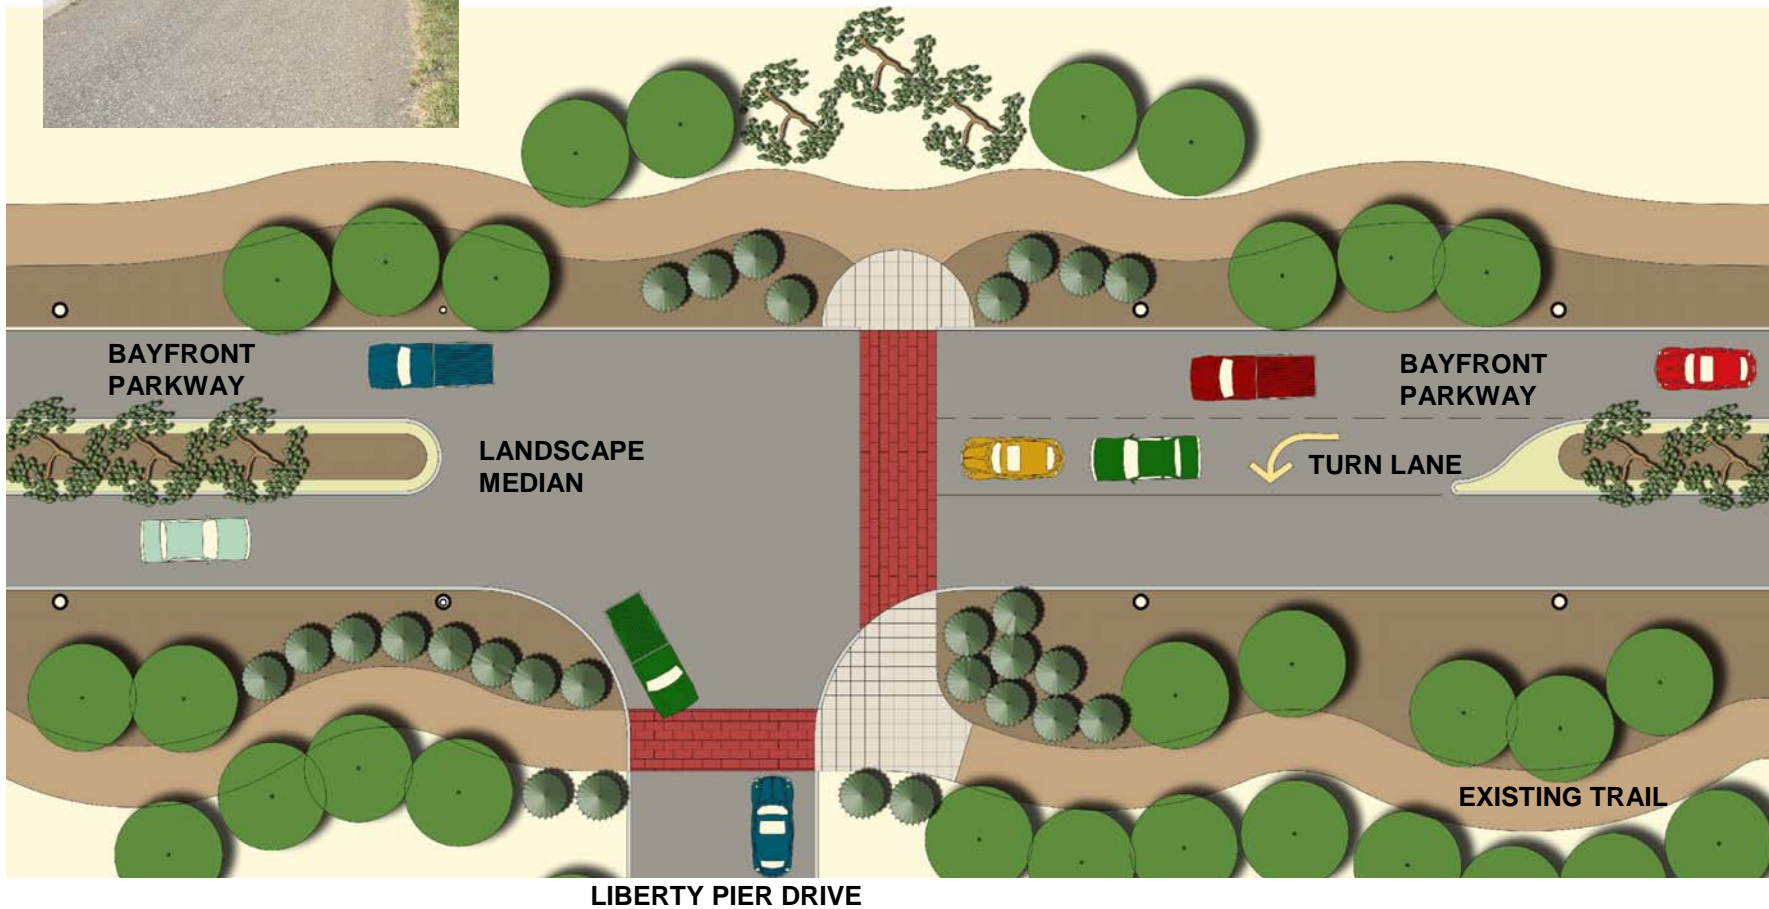 BAYFRONT
PARKWAY
BAYFRONT
PARKWAY
LANDSCAPE
MEDIAN
TURN LANE
EXISTING TRAIL
LIBERTY PIER DRIVE